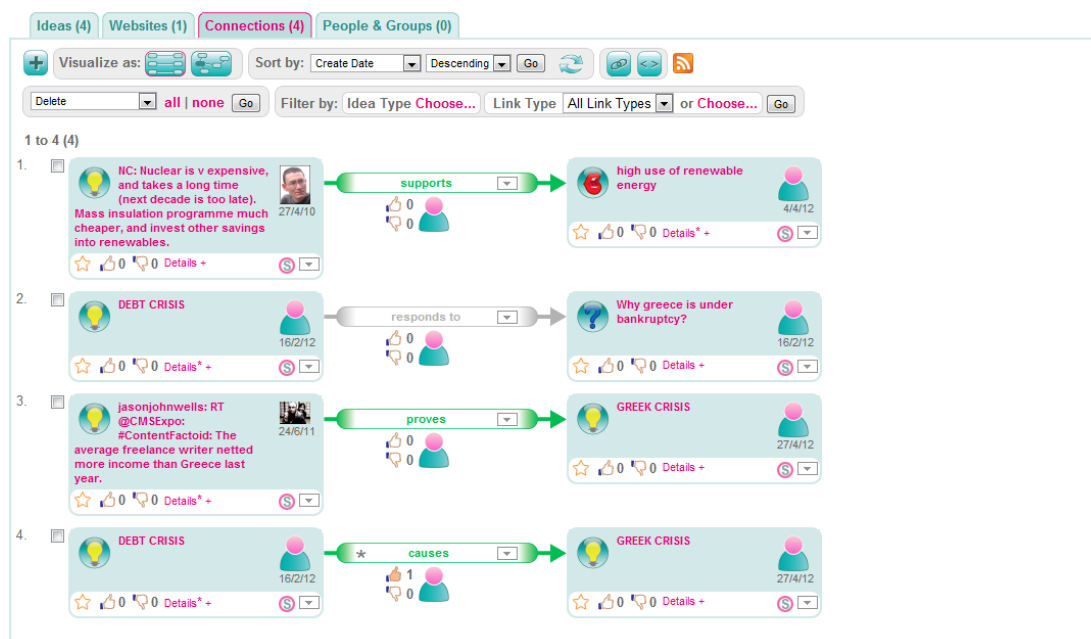 Ideas (4) Websites (1) Connections (4) People & Groups (0)
Visualize as: Sort by: Create Date Descending Go
Delete all | none Go Filter by: Idea Type Choose... Link Type All Link Types or Choose... Go
1 to 4 (4)
1.
NC: Nuclear is v expensive,
and takes a long time
(next decade is too late).
Mass insulation programme much
cheaper, and invest other savings
into renewables.
27/4/10
0 0 Details +
S
supports
0
0
high use of renewable
energy
4/4/12
0 0 Details* +
S
2.
DEBT CRISIS
16/2/12
0 0 Details* +
S
responds to
0
0
Why greece is under
bankruptcy?
16/2/12
0 0 Details +
S
3.
jasonjohnwells: RT
@CMSExpo:
#ContentFactoid: The
average freelance writer netted
more income than Greece last
year.
24/6/11
0 0 Details* +
S
proves
0
0
GREEK CRISIS
27/4/12
0 0 Details +
S
4.
DEBT CRISIS
16/2/12
0 0 Details* +
S
* causes
1
0
GREEK CRISIS
27/4/12
0 0 Details +
S